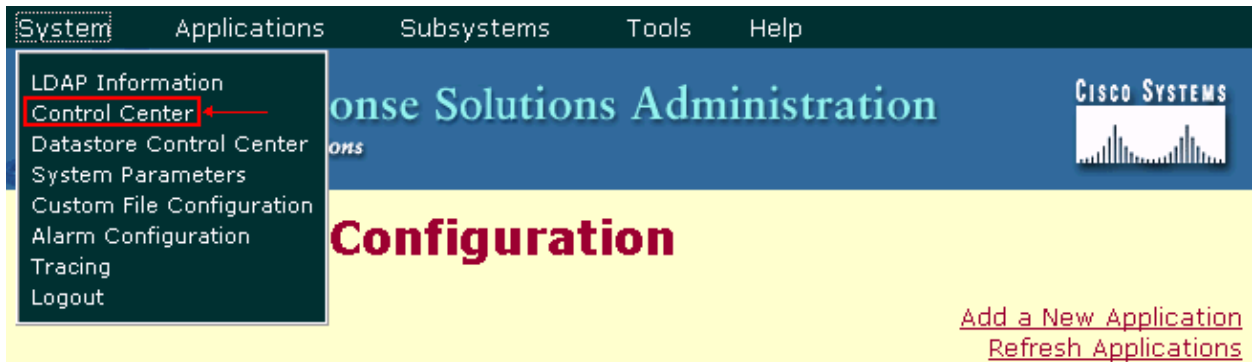 System Applications Subsystems Tools Help
LDAP Information
Control Center
Datastore Control Center
System Parameters
Custom File Configuration
Alarm Configuration
Tracing
Logout
onse Solutions Administration
ons
CISCO SYSTEMS
Configuration
Add a New Application
Refresh Applications